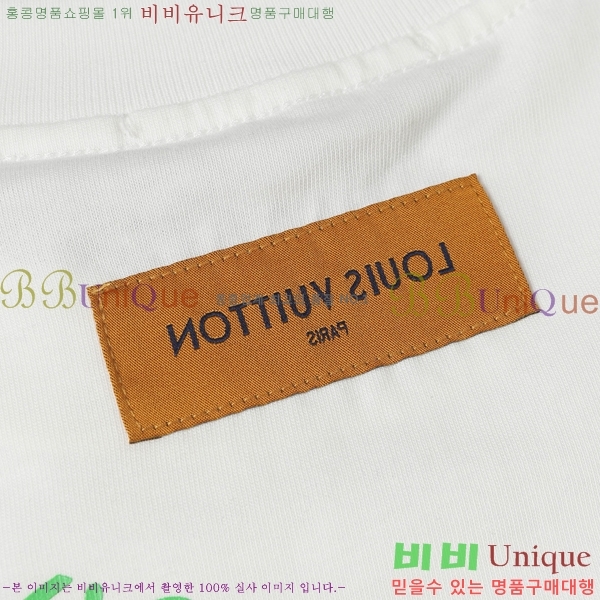 홍콩명품쇼핑몰 1위 비비유니크명품구매대행
LOUIS VUITTON
PARIS
BBUniQue
BBUniQue
비비 Unique
-본 이미지는 비비유니크에서 촬영한 100% 실사 이미지 입니다.-
믿을수 있는 명품구매대행